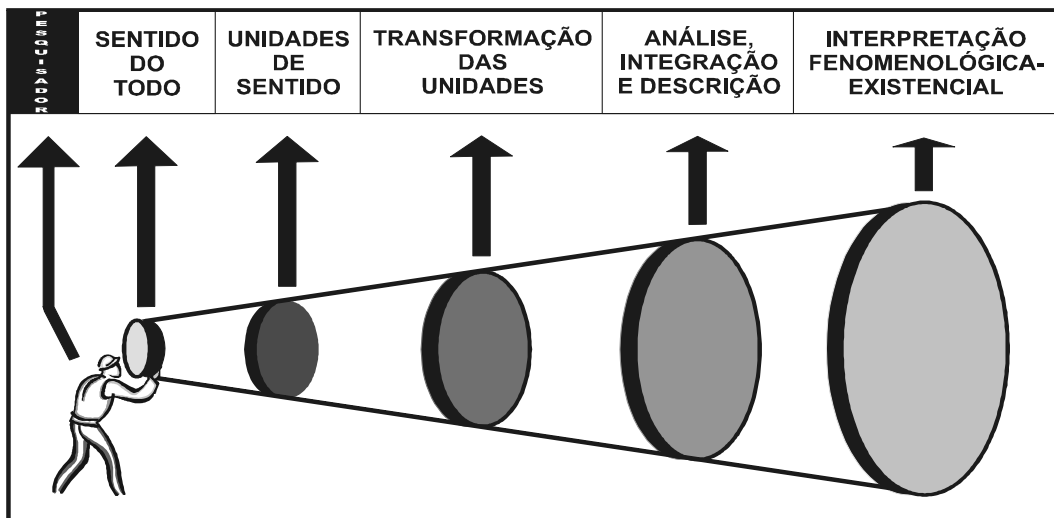 PESQUISADOR
SENTIDO
DO
TODO
UNIDADES
DE
SENTIDO
TRANSFORMAÇÃO
DAS
UNIDADES
ANÁLISE,
INTEGRAÇÃO
E DESCRIÇÃO
INTERPRETAÇÃO
FENOMENOLÓGICA-
EXISTENCIAL